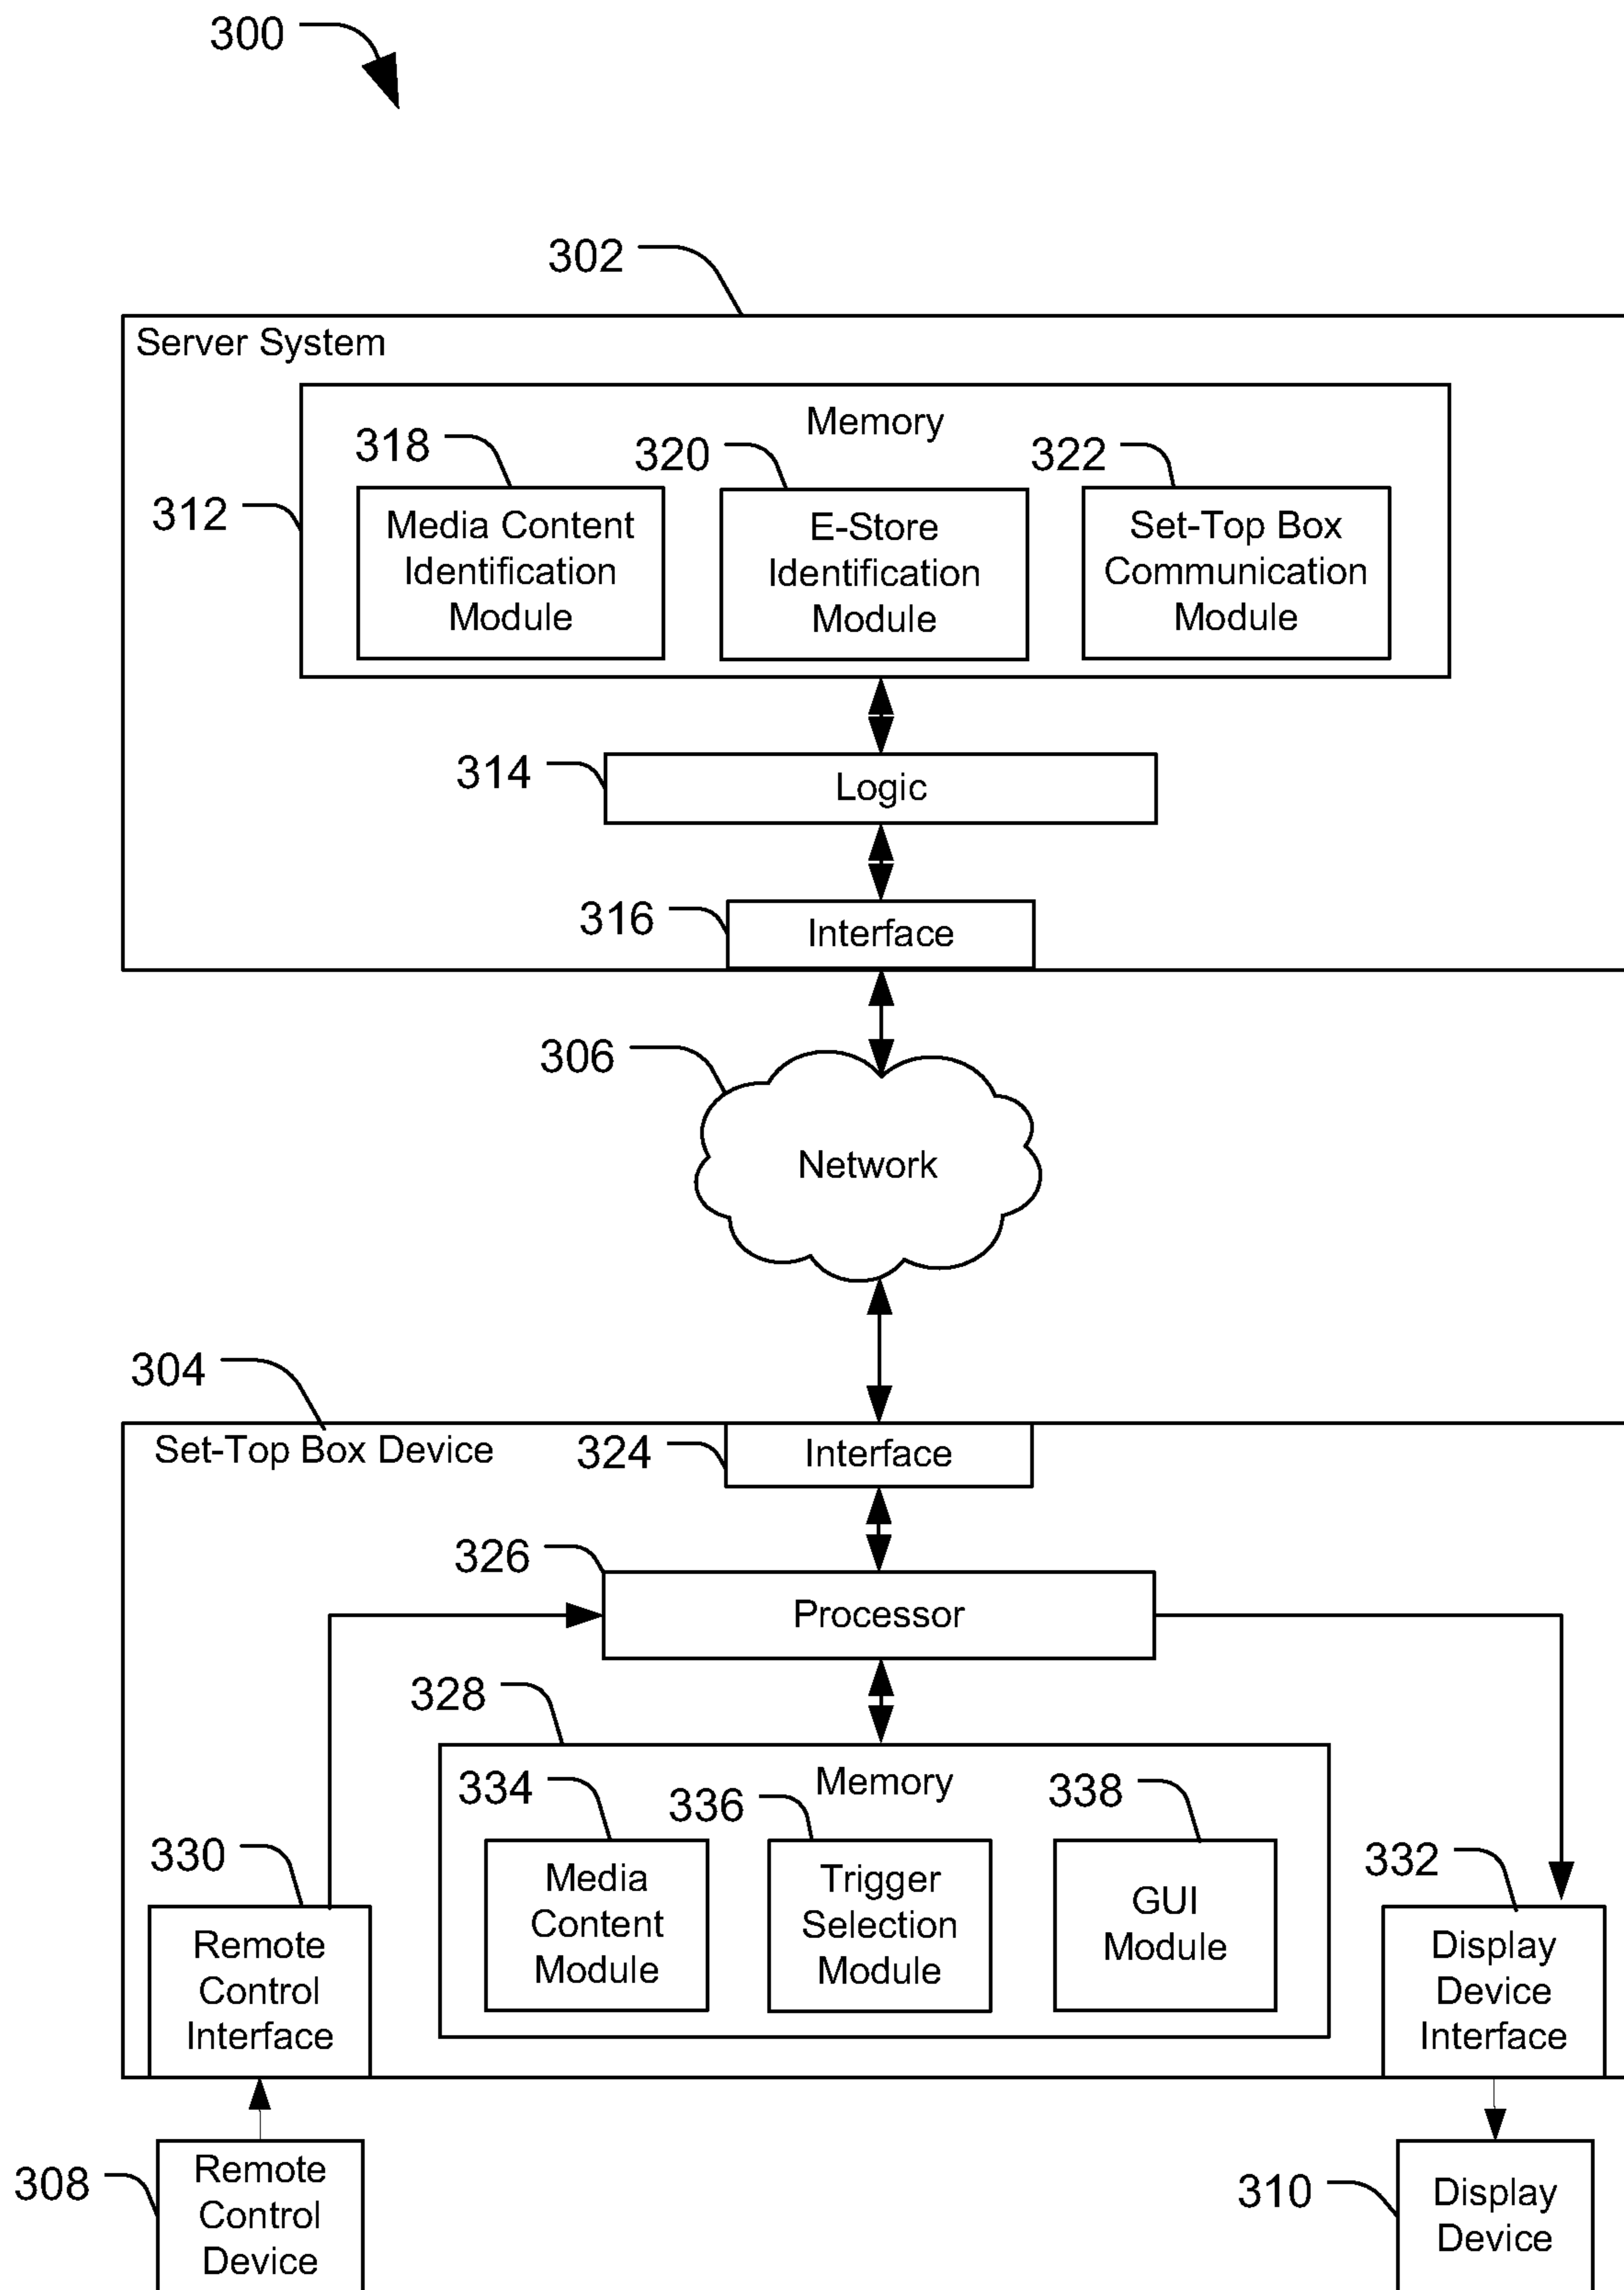 300
302
Server System
Memory
318
320
322
312
Media Content
Identification
Module
E-Store
Identification
Module
Set-Top Box
Communication
Module
314
Logic
316
Interface
306
Network
304
Set-Top Box Device
324
Interface
326
Processor
328
Memory
334
336
338
330
332
Media
Content
Module
Trigger
Selection
Module
GUI
Module
Remote
Control
Interface
Display
Device
Interface
308
Remote
Control
Device
310
Display
Device